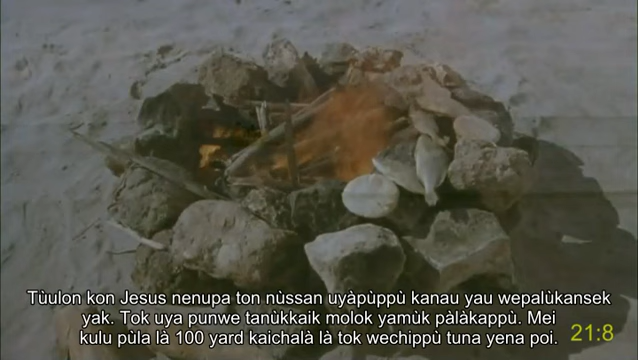 Tùulon kon Jesus nenupa ton nùssan uyàpùppù kanau yau wepalùkansek
yak. Tok uya punwe tanùkkaik molok yamùk pàlàkappù. Mei
kulu pùla là 100 yard kaichalà là tok wechippù tuna yena poi.
21:8